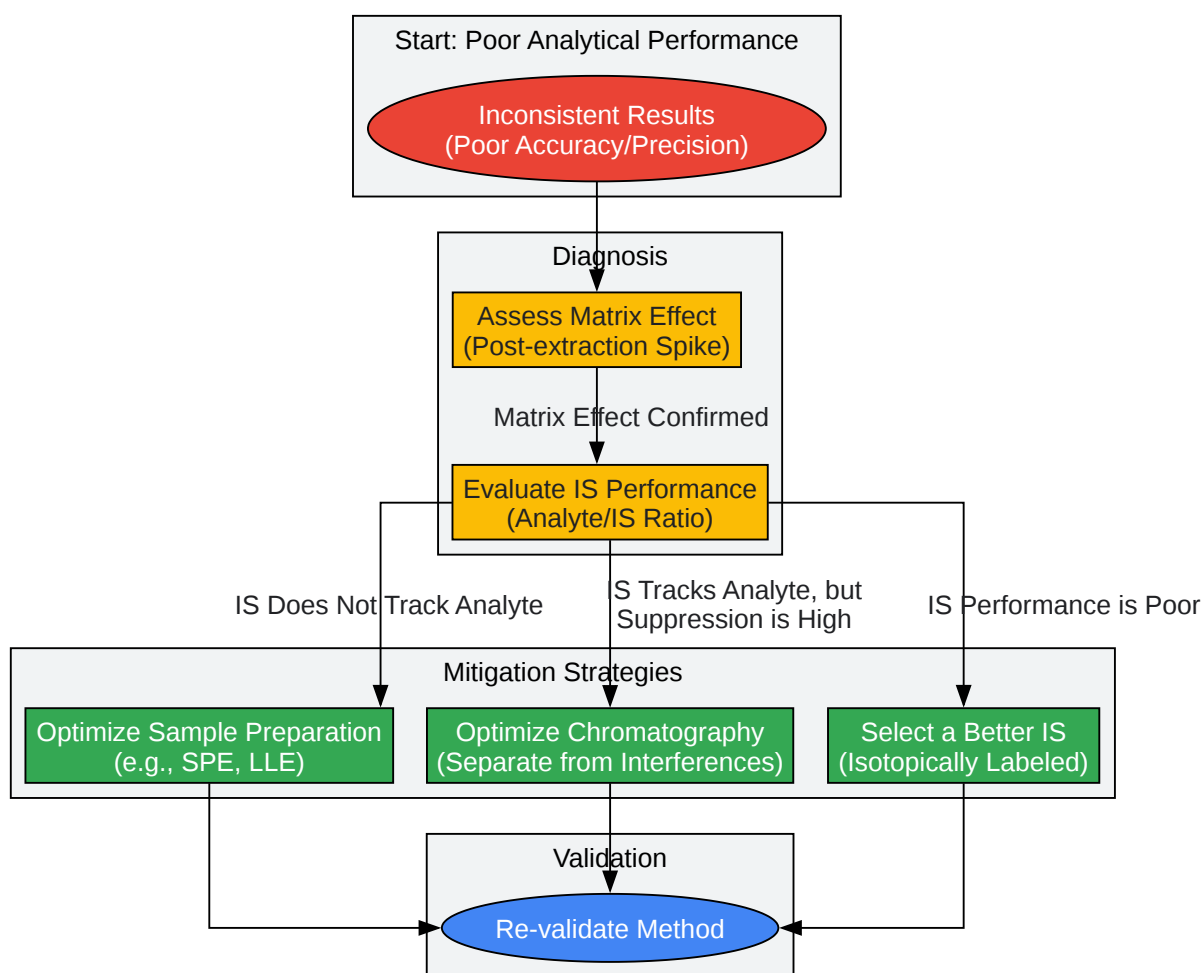 Start: Poor Analytical Performance
Inconsistent Results
(Poor Accuracy/Precision)
Diagnosis
Assess Matrix Effect
(Post-extraction Spike)
Matrix Effect Confirmed
Evaluate IS Performance
(Analyte/IS Ratio)
IS Does Not Track Analyte
IS Tracks Analyte, but
Suppression is High
IS Performance is Poor
Mitigation Strategies
Optimize Sample Preparation
(e.g., SPE, LLE)
Optimize Chromatography
(Separate from Interferences)
Select a Better IS
(Isotopically Labeled)
Validation
Re-validate Method